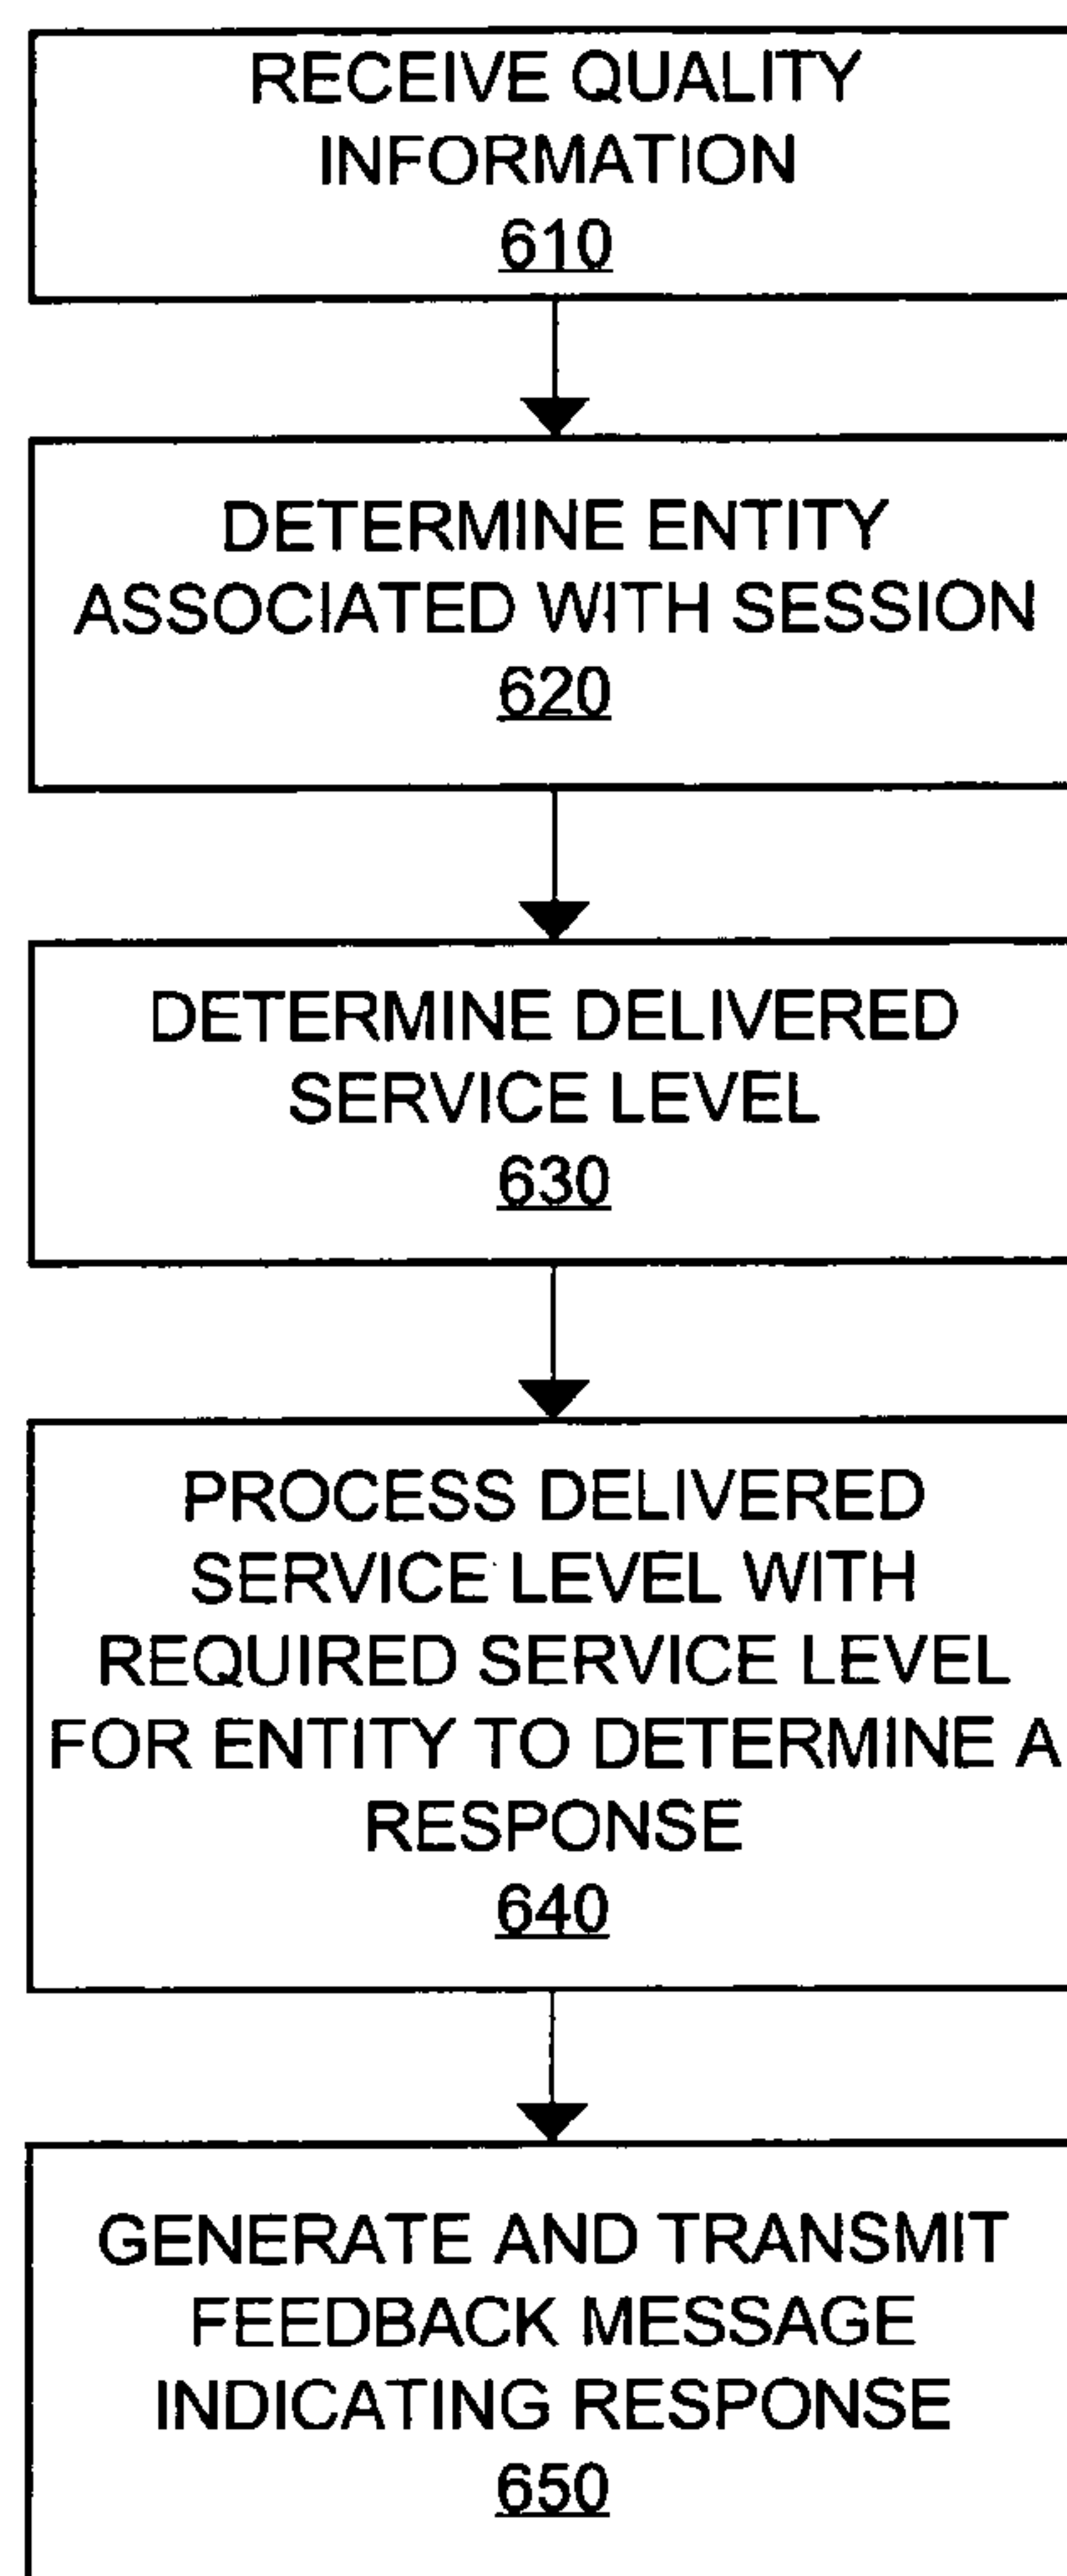 RECEIVE QUALITY
INFORMATION
610
DETERMINE ENTITY
ASSOCIATED WITH SESSION
620
DETERMINE DELIVERED
SERVICE LEVEL
630
PROCESS DELIVERED
SERVICE LEVEL WITH
REQUIRED SERVICE LEVEL
FOR ENTITY TO DETERMINE A
RESPONSE
640
GENERATE AND TRANSMIT
FEEDBACK MESSAGE
INDICATING RESPONSE
650